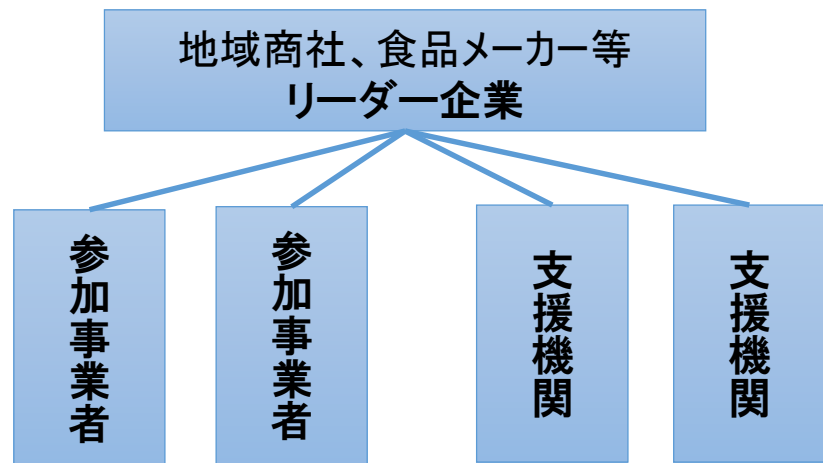 地域商社、食品メーカー等
リーダー企業
参加事業者
参加事業者
支援機関
支援機関